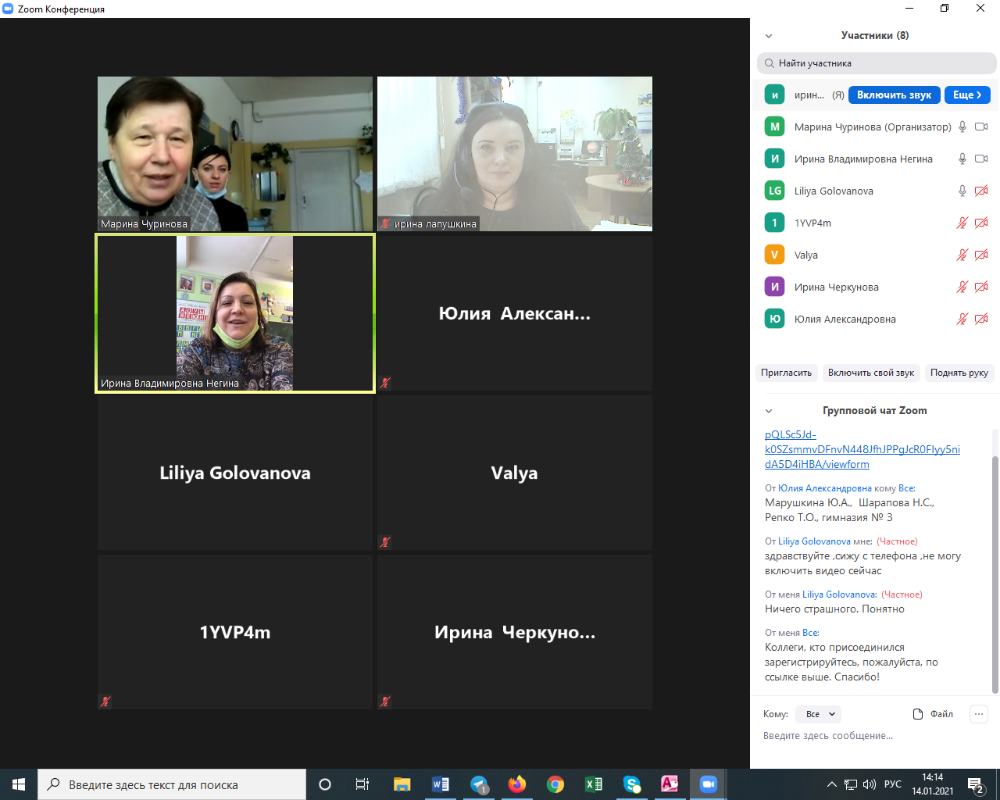 Zoom Конференция
Марина Чуринова
ирина лапушкина
Ирина Владимировна Негина
Юлия Алексан...
Liliya Golovanova
Valya
1YVP4m
Ирина Черкуно...
Участники (8)
Найти участника
и ирин... (Я) Включить звук Еще
М Марина Чуринова (Организатор)
И Ирина Владимировна Негина
LG Liliya Golovanova
1 1YVP4m
V Valya
И Ирина Черкунова
Ю Юлия Александровна
Пригласить Включить свой звук Поднять руку
Групповой чат Zoom
pQLSc5Jd-
k0SZsmmvDFnvN448JfhJPPgJcR0FIyy5ni
dA5D4iHBA/viewform
От Юлия Александровна кому Все:
Марушкина Ю.А., Шарапова Н.С.,
Репко Т.О., гимназия № 3
От Liliya Golovanova мне: (Частное)
здравствуйте ,сижу с телефона ,не могу
включить видео сейчас
От меня Liliya Golovanova: (Частное)
Ничего страшного. Понятно
От меня Все:
Коллеги, кто присоединился
зарегистрируйтесь, пожалуйста, по
ссылке выше. Спасибо!
Кому: Все Файл
Введите здесь сообщение...
Введите здесь текст для поиска
1
РУС
14:14
14.01.2021
2